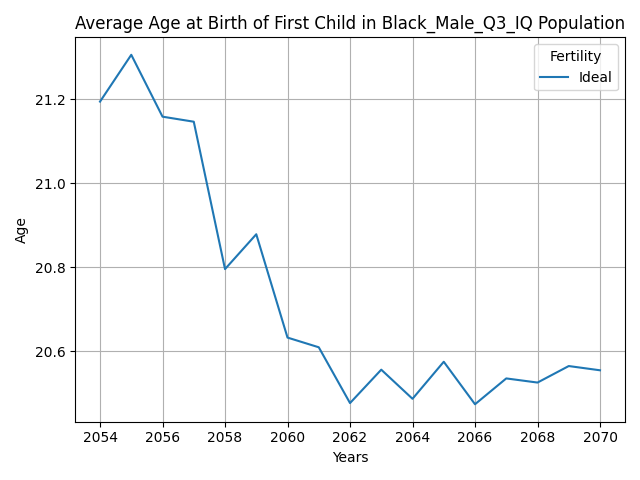 Average Age at Birth of First Child in Black_Male_Q3_IQ Population
Fertility
Ideal
Age
21.2
21.0
20.8
20.6
2054 2056 2058 2060 2062 2064 2066 2068 2070
Years